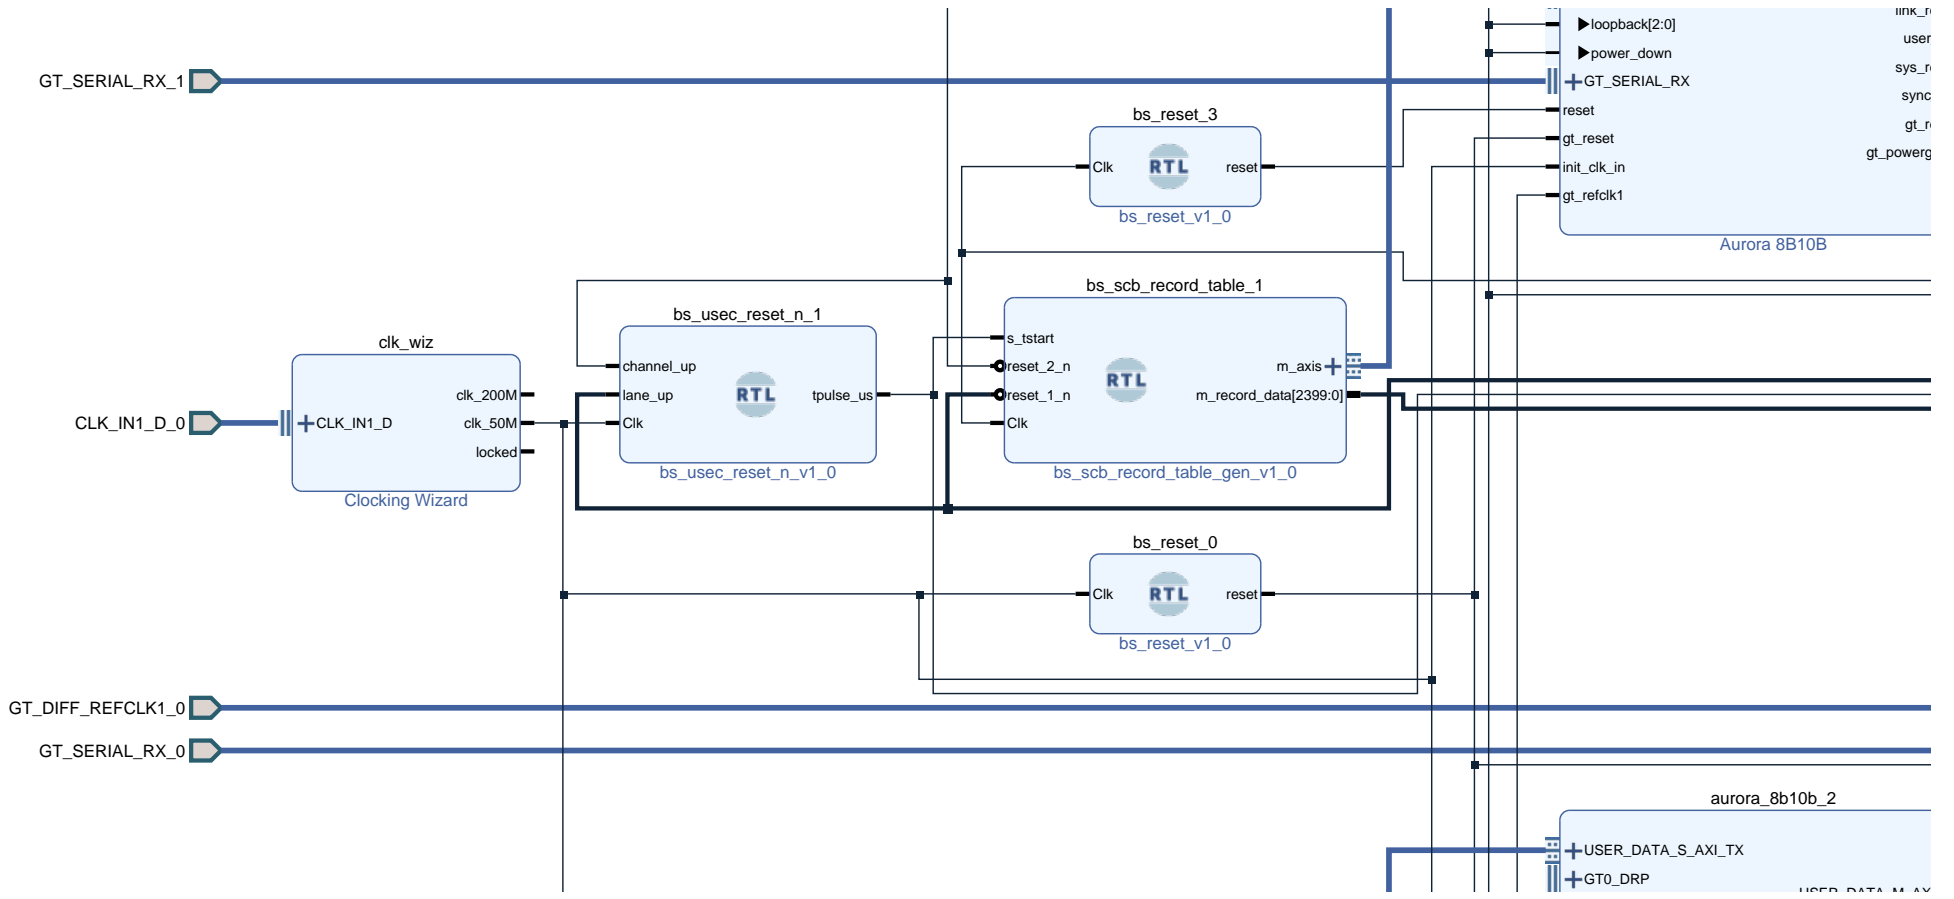 loopback[2:0]
power_down
GT_SERIAL_RX_1
GT_SERIAL_RX
bs_reset_3
reset
gt_reset
Clk
RTL
reset
init_clk_in
gt_refclk1
bs_reset_v1_0
Aurora 8B10B
bs_scb_record_table_1
bs_usec_reset_n_1
clk_wiz
s_tstart
channel_up
reset_2_n
RTL
m_axis
clk_200M
lane_up
RTL
tpulse_us
reset_1_n
m_record_data[2399:0]
CLK_IN1_D_0
CLK_IN1_D
clk_50M
Clk
Clk
locked
bs_usec_reset_n_v1_0
bs_scb_record_table_gen_v1_0
Clocking Wizard
bs_reset_0
Clk
RTL
reset
bs_reset_v1_0
GT_DIFF_REFCLK1_0
GT_SERIAL_RX_0
aurora_8b10b_2
USER_DATA_S_AXI_TX
GT0_DRP